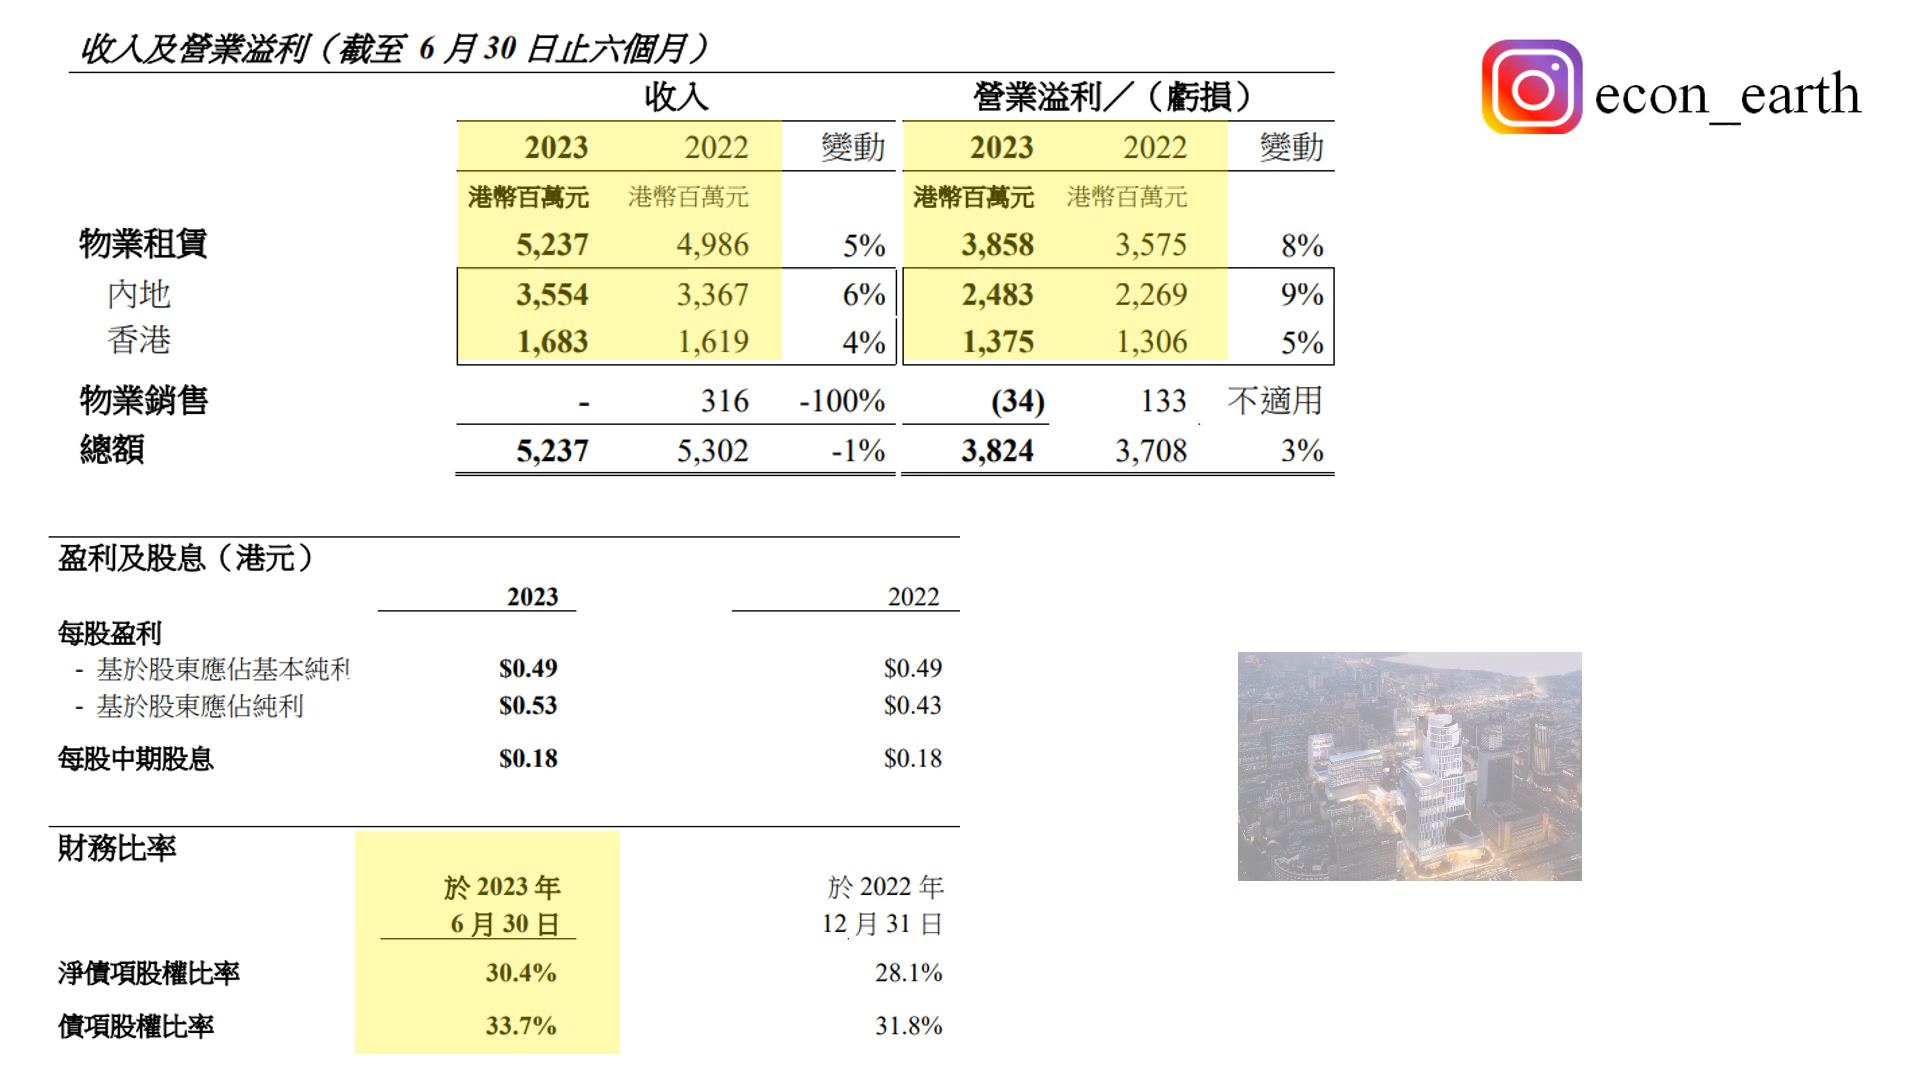 收入及營業溢利（截至 6 月 30 日止六個月）
econ_earth
收入 營業溢利／（虧損）
2023 2022 變動 2023 2022 變動
港幣百萬元 港幣百萬元 港幣百萬元 港幣百萬元
物業租賃 5,237 4,986 5% 3,858 3,575 8%
內地 3,554 3,367 6% 2,483 2,269 9%
香港 1,683 1,619 4% 1,375 1,306 5%
物業銷售 - 316 -100% (34) 133 不適用
總額 5,237 5,302 -1% 3,824 3,708 3%
盈利及股息（港元）
2023 2022
每股盈利
- 基於股東應佔基本純利 $0.49 $0.49
- 基於股東應佔純利 $0.53 $0.43
每股中期股息 $0.18 $0.18
財務比率
於 2023 年 於 2022 年
6 月 30 日 12 月 31 日
淨債項股權比率 30.4% 28.1%
債項股權比率 33.7% 31.8%